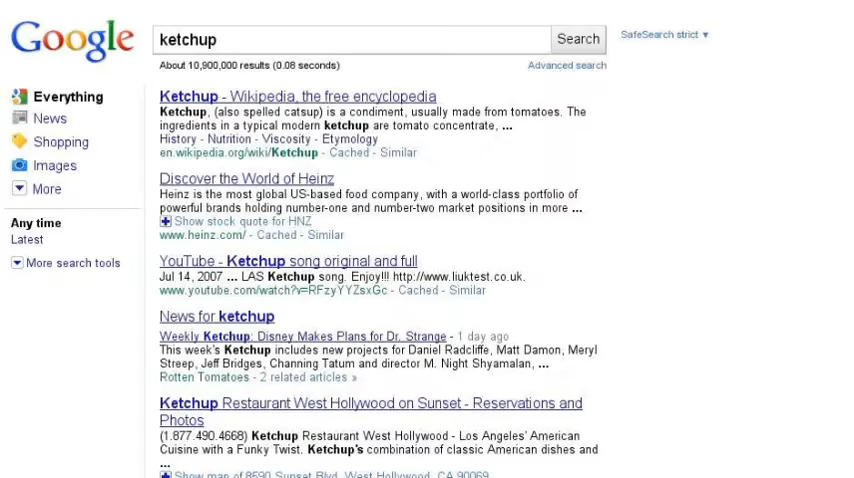 Google
ketchup
Search
SafeSearch strict ▼
About 10,900,000 results (0.08 seconds)
Advanced search
Everything
News
Shopping
Images
More
Any time
Latest
More search tools
Ketchup - Wikipedia, the free encyclopedia
Ketchup, (also spelled catsup) is a condiment, usually made from tomatoes. The
ingredients in a typical modern ketchup are tomato concentrate, ...
History - Nutrition - Viscosity - Etymology
en.wikipedia.org/wiki/Ketchup - Cached - Similar
Discover the World of Heinz
Heinz is the most global US-based food company, with a world-class portfolio of
powerful brands holding number-one and number-two market positions in more ...
Show stock quote for HNZ
www.heinz.com/ - Cached - Similar
YouTube - Ketchup song original and full
Jul 14, 2007 ... LAS Ketchup song. Enjoy!!! http://www.liuktest.co.uk.
www.youtube.com/watch?v=RFzyYYZsxGc - Cached - Similar
News for ketchup
Weekly Ketchup: Disney Makes Plans for Dr. Strange - 1 day ago
This week's Ketchup includes new projects for Daniel Radcliffe, Matt Damon, Meryl
Streep, Jeff Bridges, Channing Tatum and director M. Night Shyamalan, ...
Rotten Tomatoes - 2 related articles »
Ketchup Restaurant West Hollywood on Sunset - Reservations and
Photos
(1.877.490.4668) Ketchup Restaurant West Hollywood - Los Angeles' American
Cuisine with a Funky Twist. Ketchup's combination of classic American dishes and
...
Show map of 8590 Sunset Blvd, West Hollywood, CA 90069